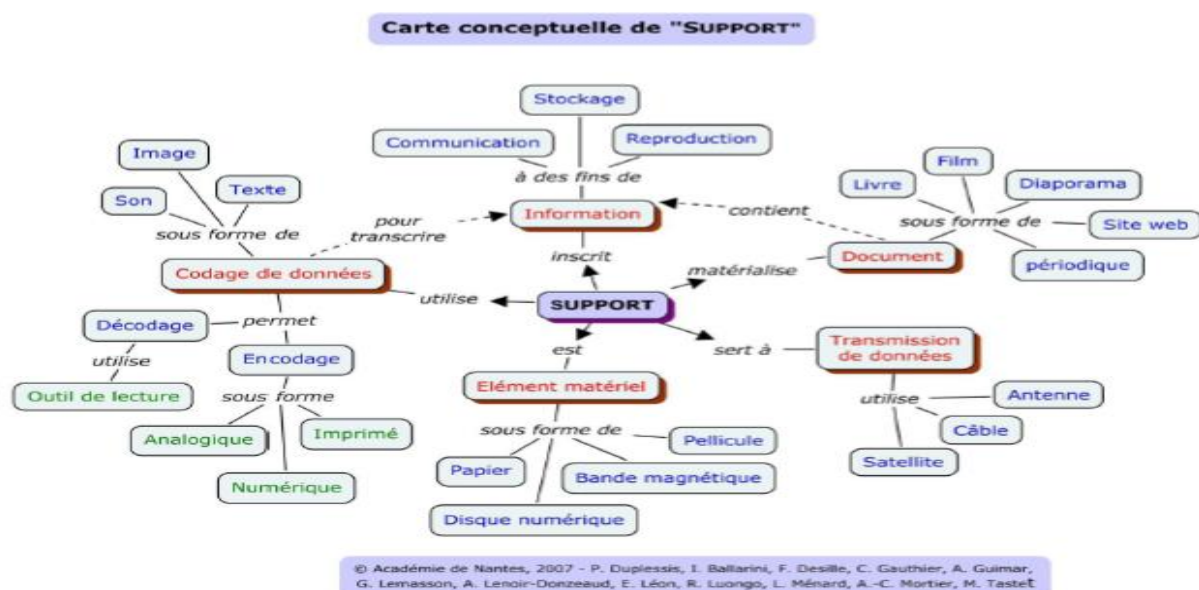 Carte conceptuelle de "SUPPORT"
Stockage
Communication
Reproduction
à des fins de
Information
Image
Son
Texte
sous forme de
pour
transcrire
Codage de données
inscrit
contient
Film
Livre
Diaporama
sous forme de
Site web
périodique
Document
matérialise
utilise
SUPPORT
Décodage
permet
utilise
Encodage
Outil de lecture
sous forme
Analogique
Imprimé
Numérique
est
Elément matériel
sous forme de
Pellicule
Papier
Bande magnétique
Disque numérique
sert à
Transmission
de données
utilise
Antenne
Câble
Satellite
© Académie de Nantes, 2007 - P. Duplessis, I. Ballarini, F. Desille, C. Gauthier, A. Guimar,
G. Lemasson, A. Lenoir-Donzeaud, E. Léon, R. Luongo, L. Ménard, A.-C. Mortier, M. Tastet